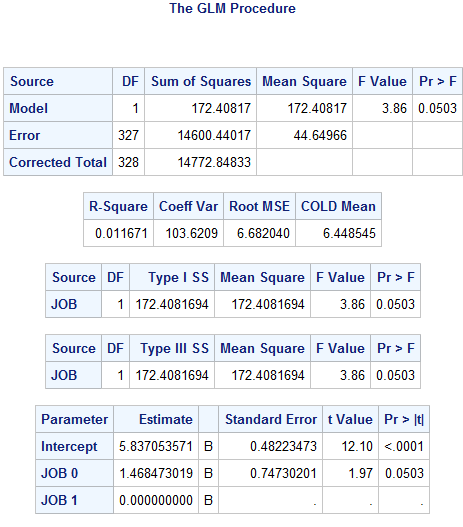 The GLM Procedure
Source DF Sum of Squares Mean Square F Value Pr > F
Model 1 172.40817 172.40817 3.86 0.0503
Error 327 14600.44017 44.64966
Corrected Total 328 14772.84833
R-Square Coeff Var Root MSE COLD Mean
0.011671 103.6209 6.682040 6.448545
Source DF Type I SS Mean Square F Value Pr > F
JOB 1 172.4081694 172.4081694 3.86 0.0503
Source DF Type III SS Mean Square F Value Pr > F
JOB 1 172.4081694 172.4081694 3.86 0.0503
Parameter Estimate Standard Error t Value Pr > |t|
Intercept 5.837053571 B 0.48223473 12.10 <.0001
JOB 0 1.468473019 B 0.74730201 1.97 0.0503
JOB 1 0.000000000 B . . .